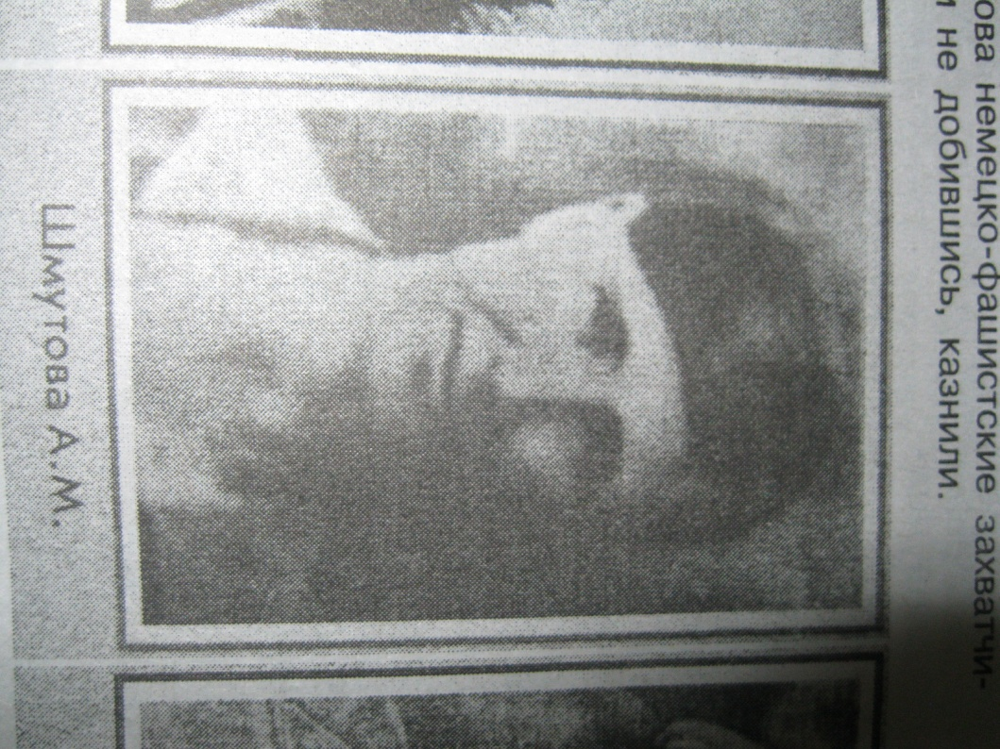 ова немецко-фашистские захватчи-
и не добившись, казнили.
Шмутова А.М.